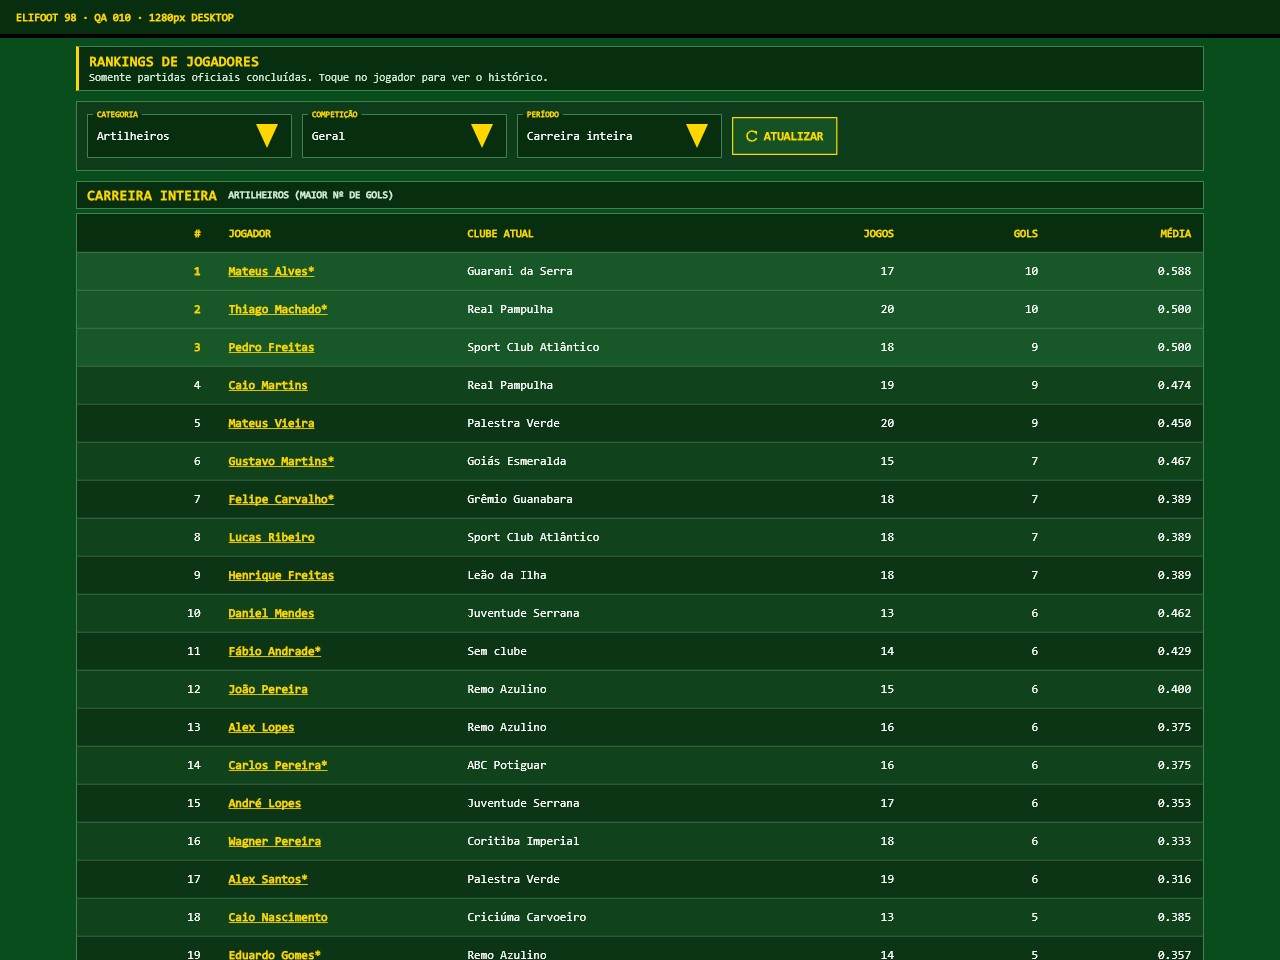 ELIFOOT 98 · QA 010 · 1280px DESKTOP
RANKINGS DE JOGADORES
Somente partidas oficiais concluídas. Toque no jogador para ver o histórico.
CATEGORIA COMPETIÇÃO PERÍODO
Artilheiros Geral Carreira inteira ATUALIZAR
CARREIRA INTEIRA ARTILHEIROS (MAIOR Nº DE GOLS)
# JOGADOR CLUBE ATUAL JOGOS GOLS MÉDIA
1 Mateus Alves* Guarani da Serra 17 10 0.588
2 Thiago Machado* Real Pampulha 20 10 0.500
3 Pedro Freitas Sport Club Atlântico 18 9 0.500
4 Caio Martins Real Pampulha 19 9 0.474
5 Mateus Vieira Palestra Verde 20 9 0.450
6 Gustavo Martins* Goiás Esmeralda 15 7 0.467
7 Felipe Carvalho* Grêmio Guanabara 18 7 0.389
8 Lucas Ribeiro Sport Club Atlântico 18 7 0.389
9 Henrique Freitas Leão da Ilha 18 7 0.389
10 Daniel Mendes Juventude Serrana 13 6 0.462
11 Fábio Andrade* Sem clube 14 6 0.429
12 João Pereira Remo Azulino 15 6 0.400
13 Alex Lopes Remo Azulino 16 6 0.375
14 Carlos Pereira* ABC Potiguar 16 6 0.375
15 André Lopes Juventude Serrana 17 6 0.353
16 Wagner Pereira Coritiba Imperial 18 6 0.333
17 Alex Santos* Palestra Verde 19 6 0.316
18 Caio Nascimento Criciúma Carvoeiro 13 5 0.385
19 Eduardo Gomes* Remo Azulino 14 5 0.357